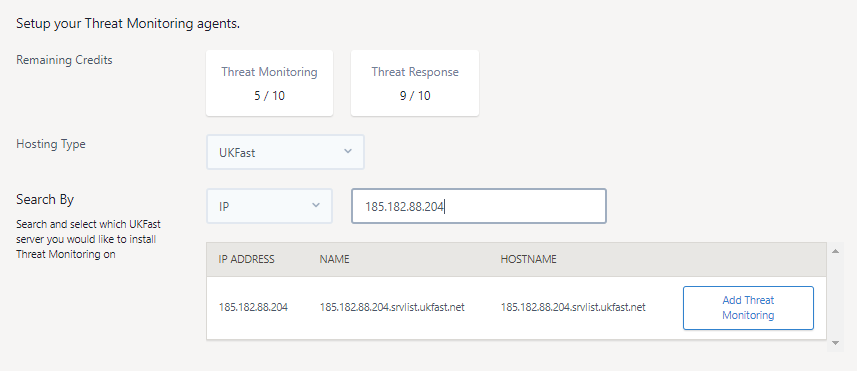 Setup your Threat Monitoring agents.
Remaining Credits
Threat Monitoring
5 / 10
Threat Response
9 / 10
Hosting Type
UKFast
Search By
Search and select which UKFast
server you would like to install
Threat Monitoring on
IP
185.182.88.204
IP ADDRESS NAME HOSTNAME
185.182.88.204 185.182.88.204.srvlist.ukfast.net 185.182.88.204.srvlist.ukfast.net
Add Threat
Monitoring